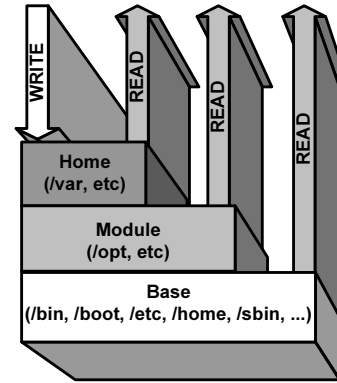 WRITE
READ
READ
READ
Home
(/var, etc)
Module
(/opt, etc)
Base
(/bin, /boot, /etc, /home, /sbin, ...)